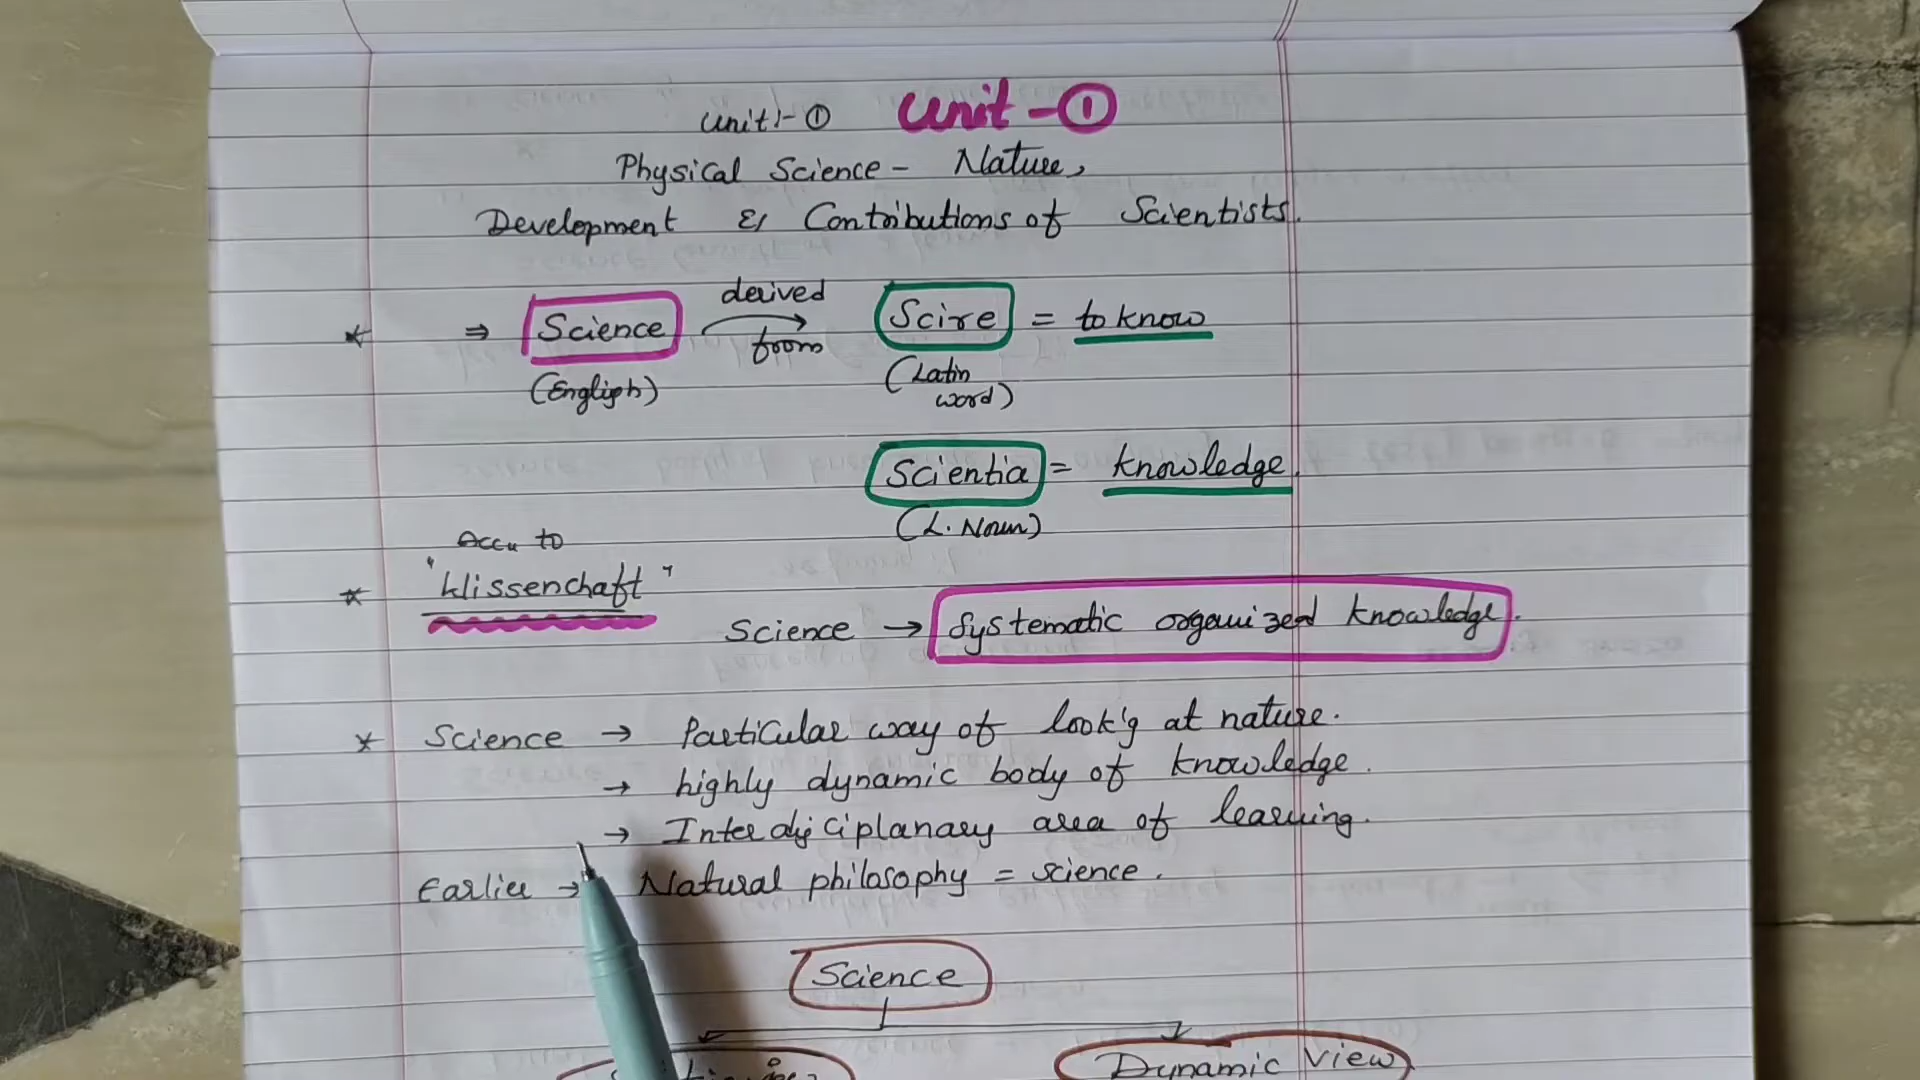 Unit:- ① Unit - ①
Physical Science - Nature,
Development & Contributions of Scientists.
* ⇒ Science derived from Scire = to know
(English) (Latin word)
Scientia = knowledge.
(L. Noun)
Accu to
* "Wissenchaft"
Science → Systematic organized knowledge.
* Science → Particular way of look'g at nature.
→ highly dynamic body of knowledge.
→ Interdisciplanary area of learning.
Earlier → Natural philosophy = science.
Science
Dynamic View